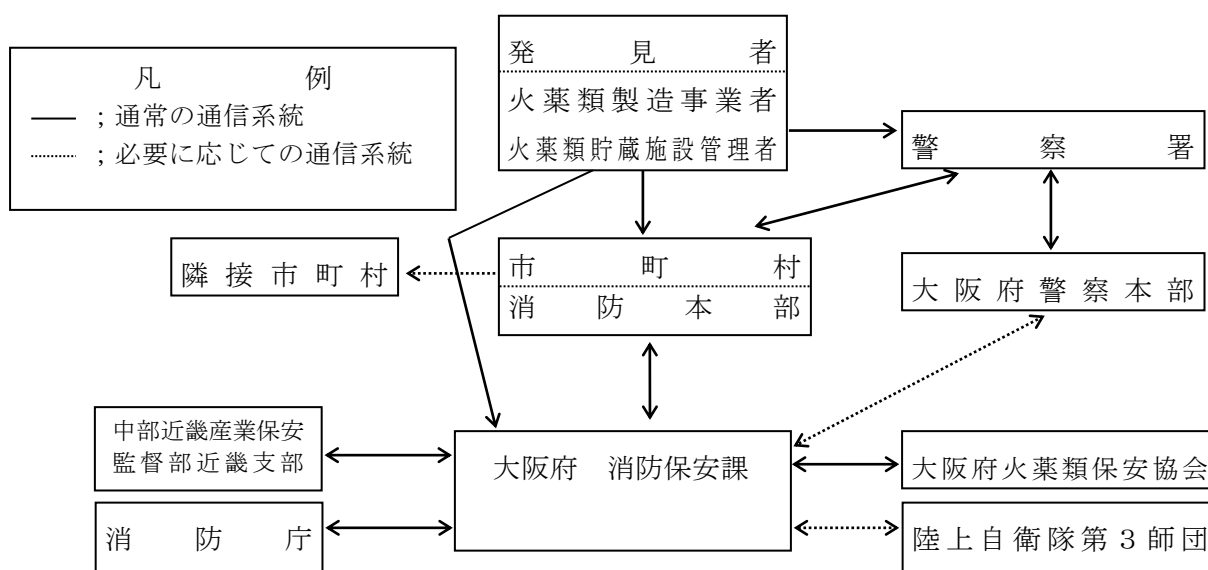 発見者
火薬類製造事業者
火薬類貯蔵施設管理者
凡例
；通常の通信系統
；必要に応じての通信系統
警察署
隣接市町村
市町村
消防本部
大阪府警察本部
中部近畿産業保安
監督部近畿支部
大阪府　消防保安課
大阪府火薬類保安協会
消防庁
陸上自衛隊第３師団